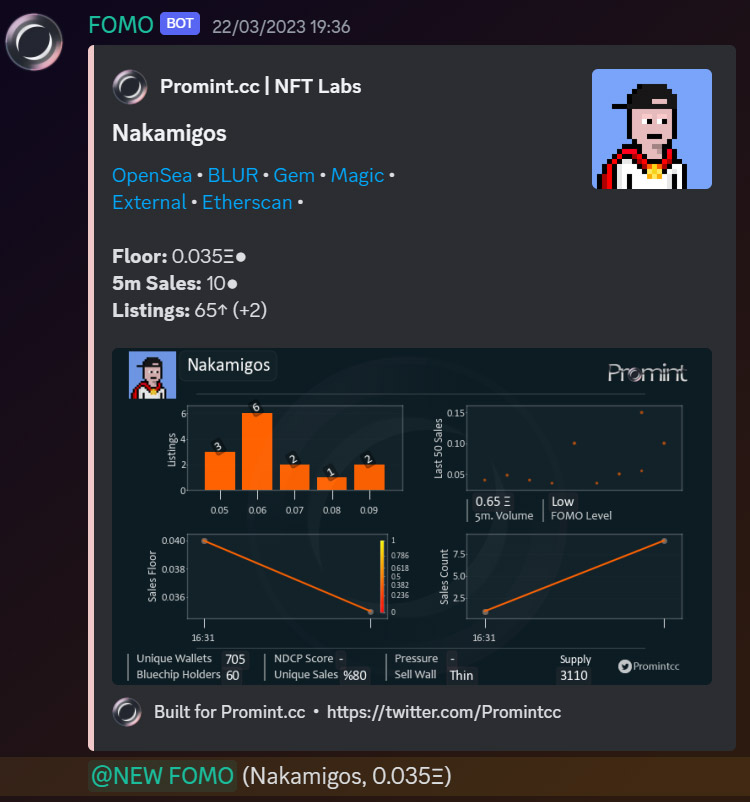 FOMO BOT 22/03/2023 19:36
Promint.cc | NFT Labs
Nakamigos
OpenSea • BLUR • Gem • Magic •
External • Etherscan •
Floor: 0.035Ξ●
5m Sales: 10●
Listings: 65↑ (+2)
Nakamigos
Promint
Listings
6
4
2
0
3
6
2
1
2
0.05 0.06 0.07 0.08 0.09
Last 50 Sales
0.15
0.10
0.05
0.65 Ξ Low
5m. Volume FOMO Level
Sales Floor
0.040
0.038
0.036
16:31
1
0.786
0.618
0.5
0.382
0.236
0
Sales Count
7.5
5.0
2.5
16:31
Unique Wallets 705 NDCP Score - Pressure - Supply
Bluechip Holders 60 Unique Sales %80 Sell Wall Thin 3110
Promintcc
Built for Promint.cc • https://twitter.com/Promintcc
@NEW FOMO (Nakamigos, 0.035Ξ)